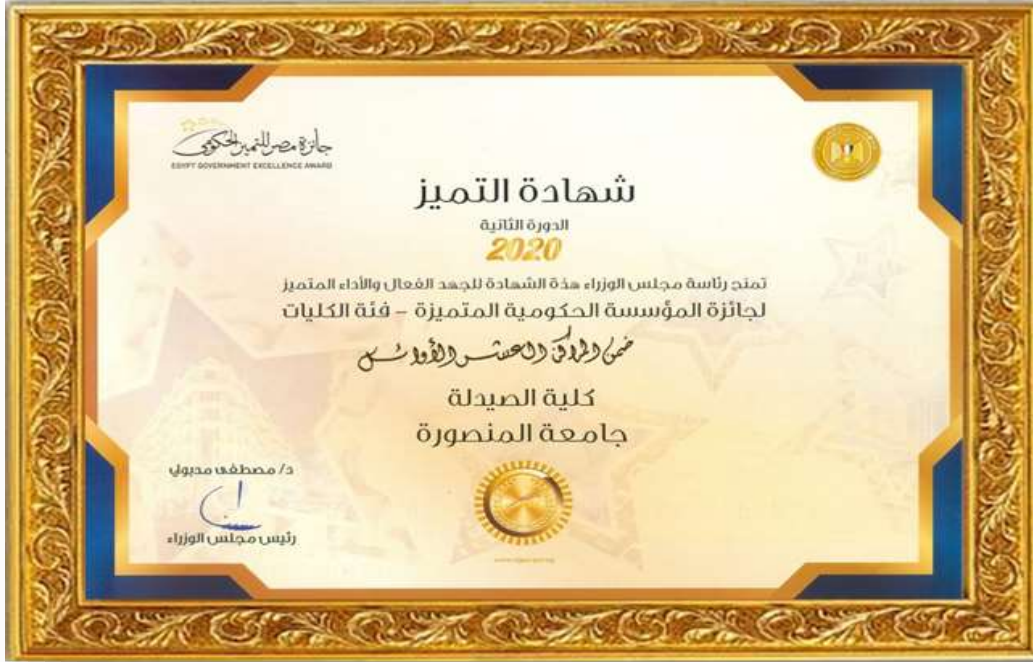 جائزة مصر للتميز الحكومي
EGYPT GOVERNMENT EXCELLENCE AWARD
شهادة التميز
الدورة الثانية
2020
تمنح رئاسة مجلس الوزراء هذة الشهادة للجهد الفعال والأداء المتميز
لجائزة المؤسسة الحكومية المتميزة – فئة الكليات
ضمن المراكز العشر الأوائل
كلية الصيدلة
جامعة المنصورة
د/ مصطفى مدبولي
رئيس مجلس الوزراء